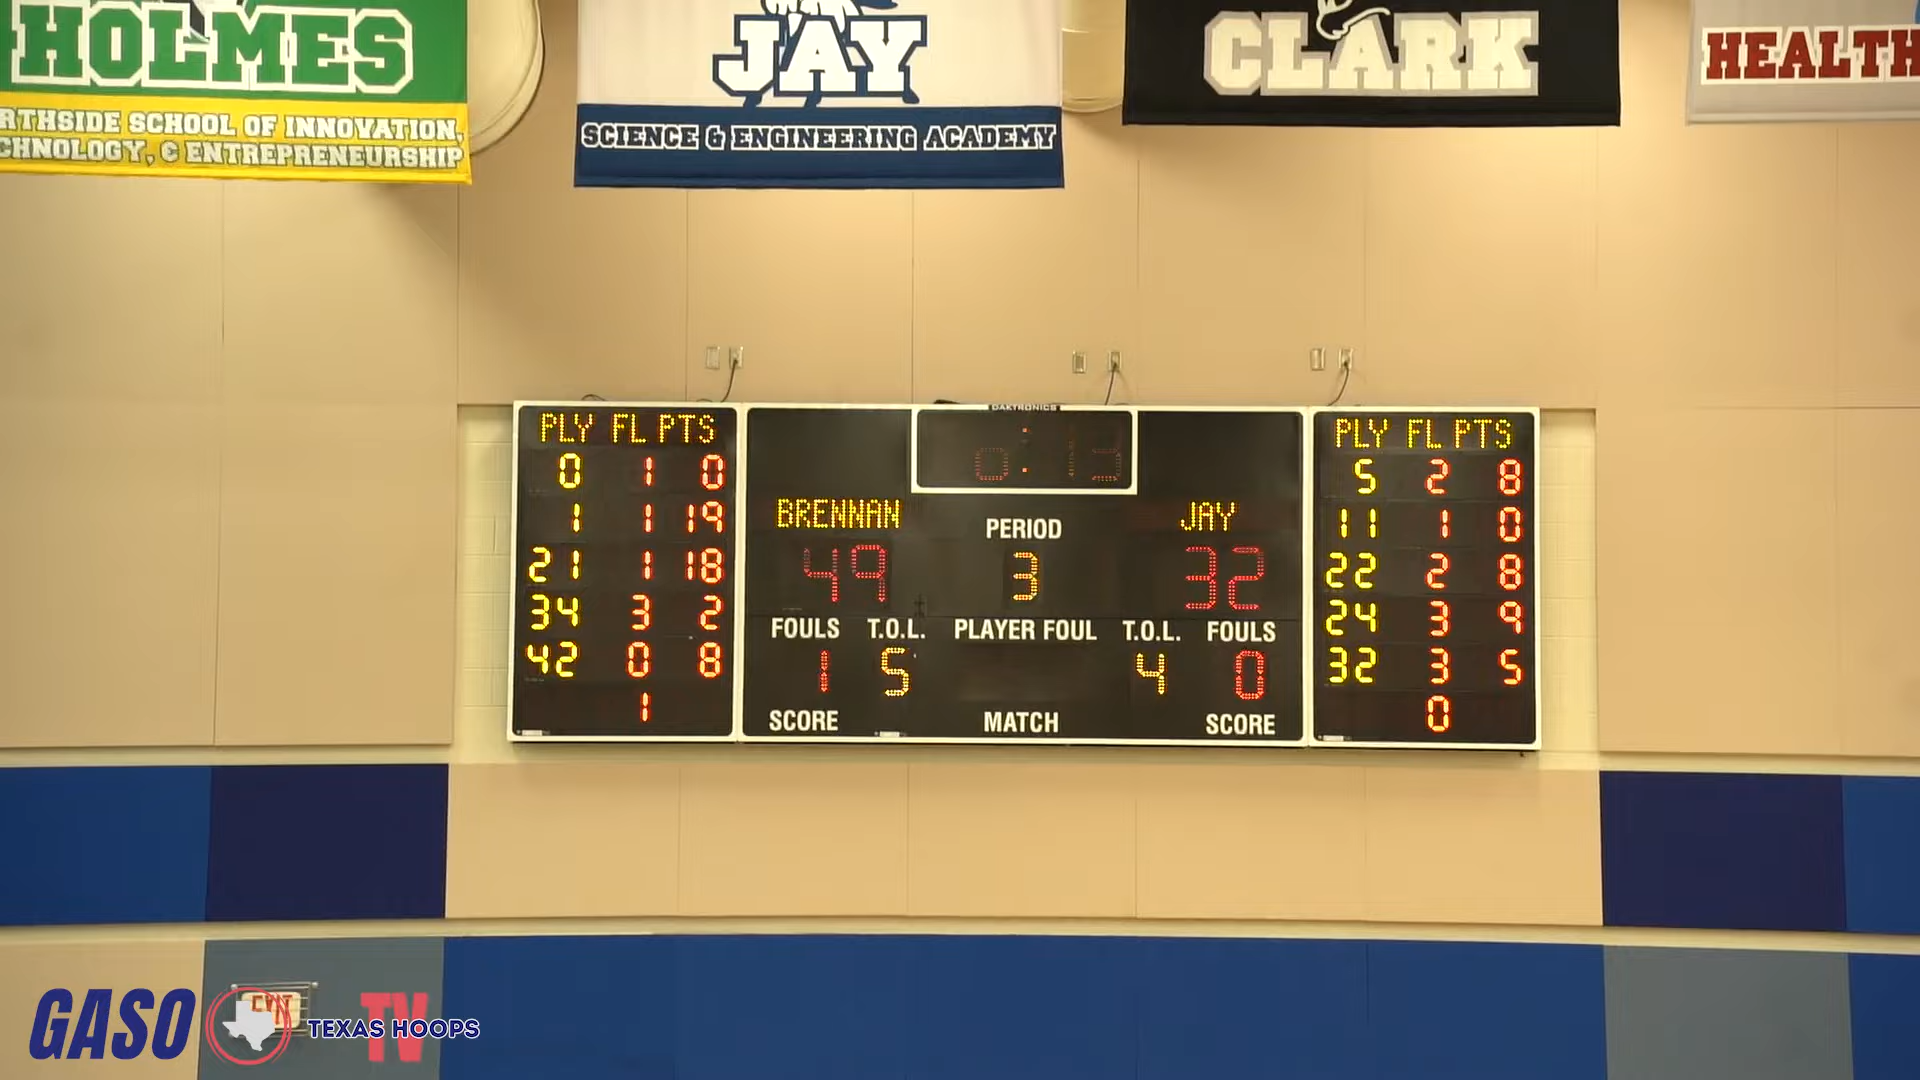 HOLMES
RTHSIDE SCHOOL OF INNOVATION,
CHNOLOGY, & ENTREPRENEURSHIP
JAY
SCIENCE & ENGINEERING ACADEMY
CLARK
HEALTH
DAKTRONICS
PLY FL PTS
0 1 0
1 1 19
21 1 18
34 3 2
42 0 8
1
BRENNAN
49
FOULS T.O.L.
1 5
SCORE
PERIOD
3
PLAYER FOUL
MATCH
JAY
32
T.O.L. FOULS
4 0
SCORE
PLY FL PTS
5 2 8
11 1 0
22 2 8
24 3 9
32 3 5
0
EXIT
GASO TV
TEXAS HOOPS